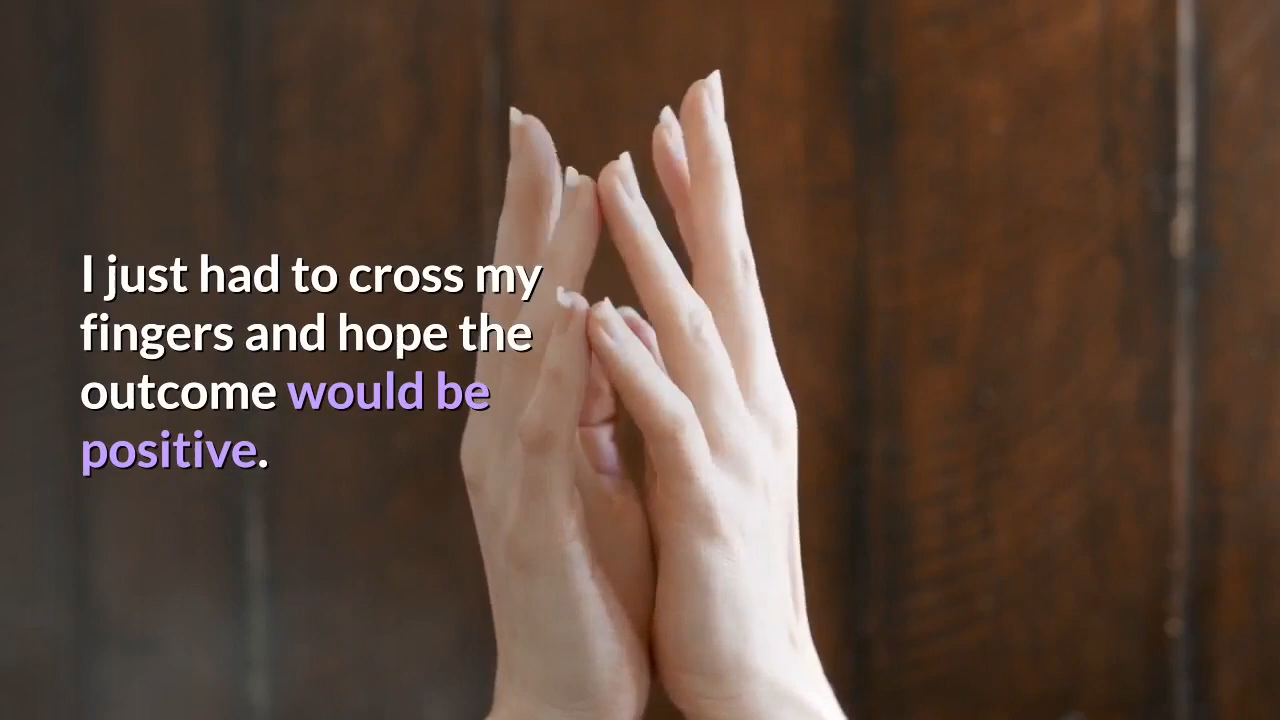 I just had to cross my
fingers and hope the
outcome would be
positive.